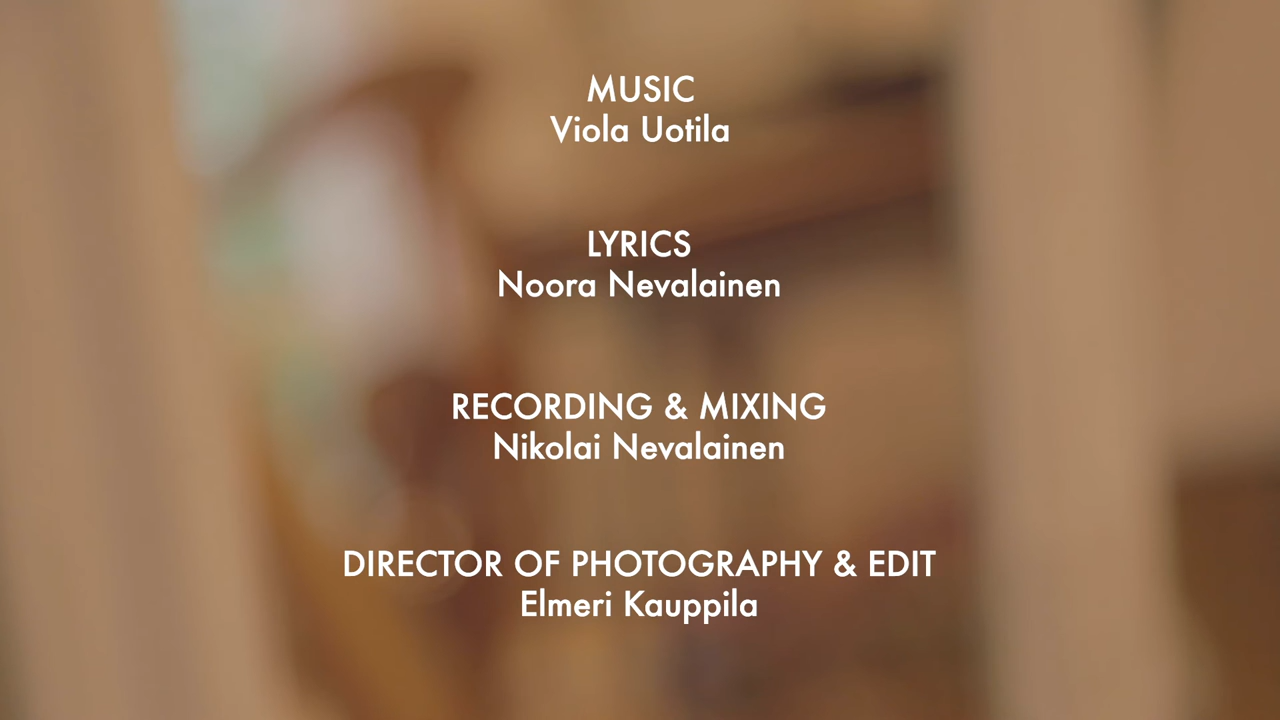 MUSIC
Viola Uotila
LYRICS
Noora Nevalainen
RECORDING & MIXING
Nikolai Nevalainen
DIRECTOR OF PHOTOGRAPHY & EDIT
Elmeri Kauppila